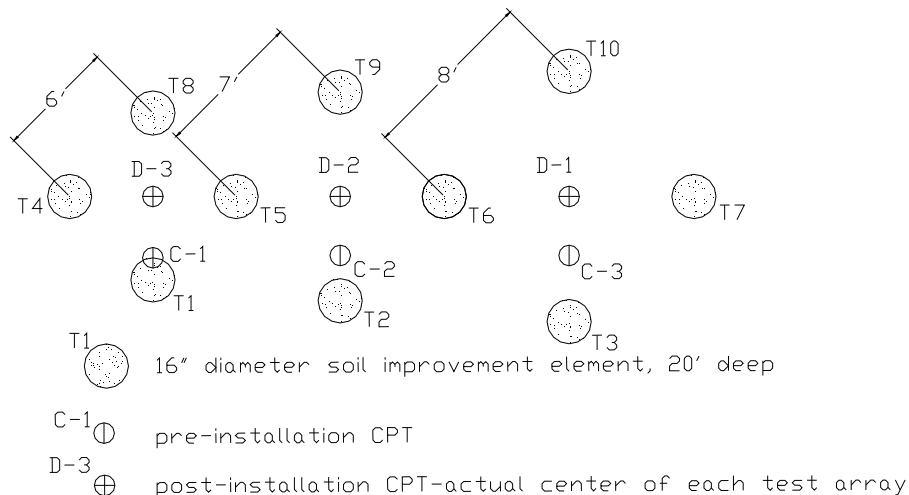 T10
T9
8′
T8
7′
6′
D-3
D-2
D-1
T4
T5
T6
T7
C-1
C-2
C-3
T1
T2
T3
T1
16″ diameter soil improvement element, 20′ deep
C-1
pre-installation CPT
D-3
post-installation CPT-actual center of each test array